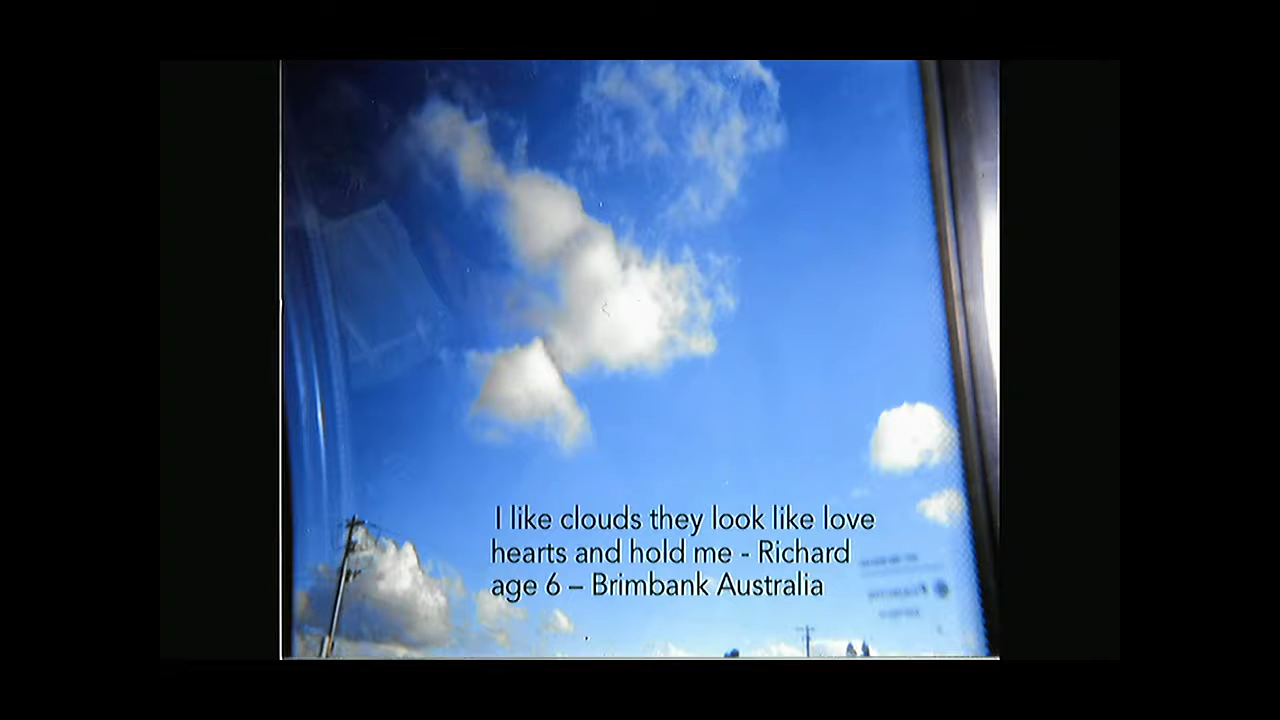 I like clouds they look like love
hearts and hold me - Richard
age 6 – Brimbank Australia